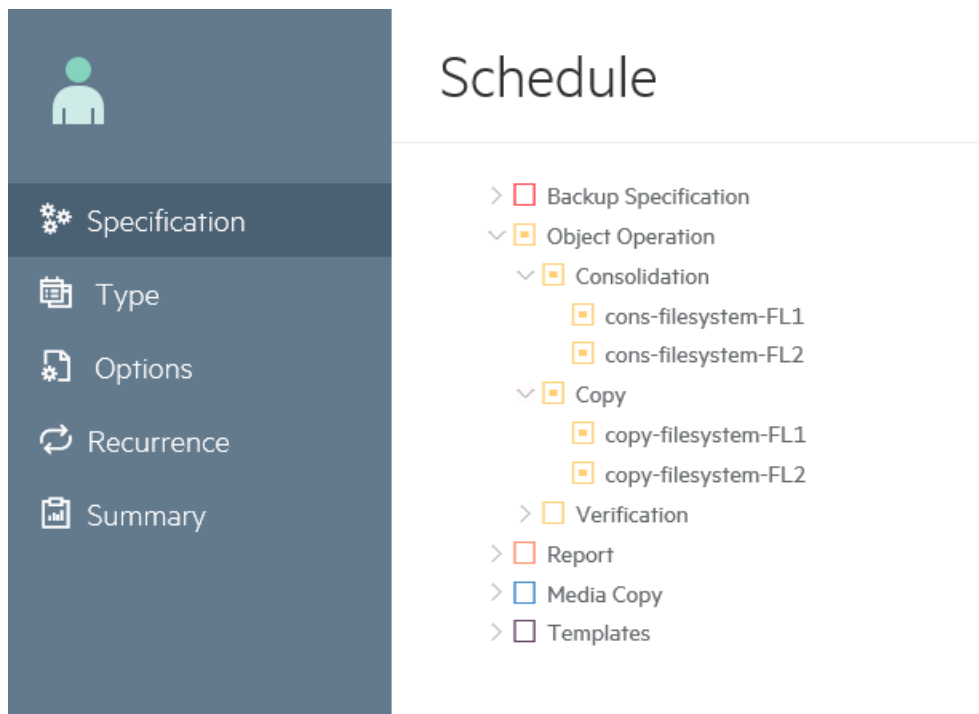 Schedule
Specification
Type
Options
Recurrence
Summary
Backup Specification
Object Operation
Consolidation
cons-filesystem-FL1
cons-filesystem-FL2
Copy
copy-filesystem-FL1
copy-filesystem-FL2
Verification
Report
Media Copy
Templates